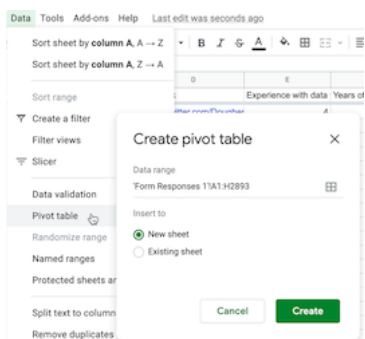 Data Tools Add-ons Help Last edit was seconds ago
Sort sheet by column A, A → Z
B I S A
Sort sheet by column A, Z → A
D E
Sort range
Experience with data Years of
Create a filter
4
Filter views
Create pivot table
Slicer
Data range
'Form Responses 1'!A1:H2893
Data validation
Insert to
Pivot table
New sheet
Randomize range
Existing sheet
Named ranges
Protected sheets an
Cancel Create
Split text to column
Remove duplicates